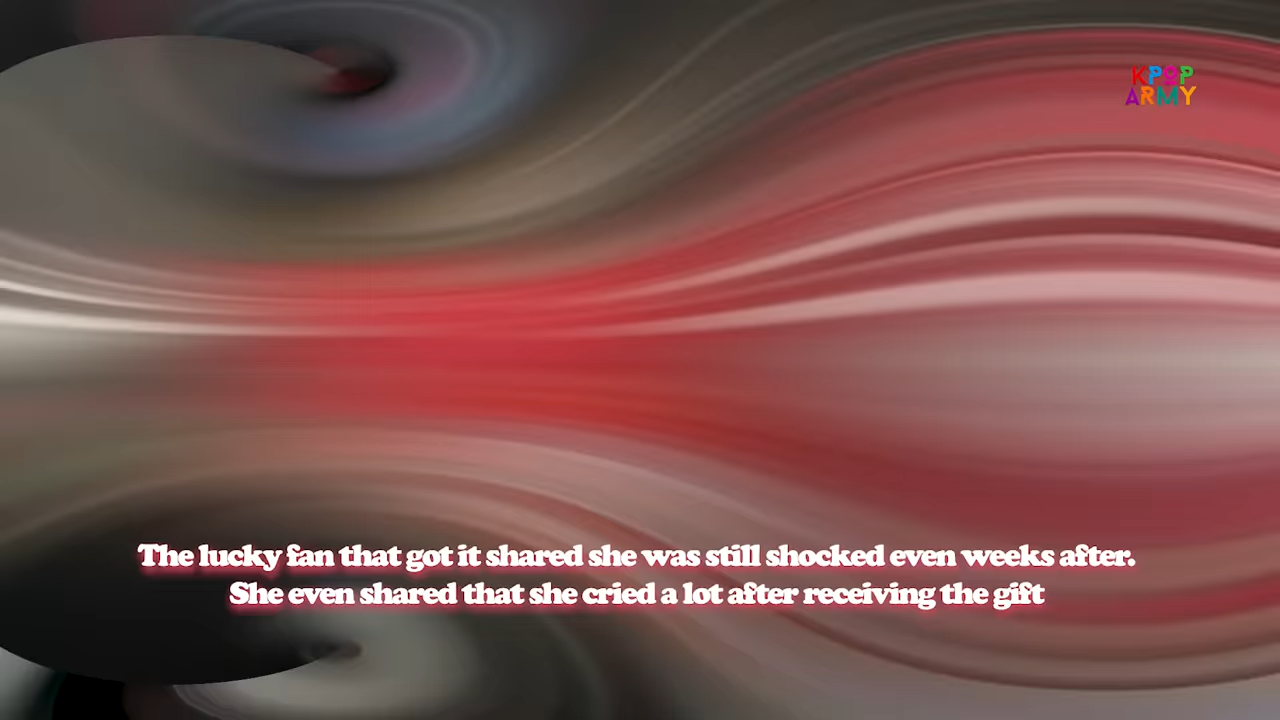 KPOP
ARMY
The lucky fan that got it shared she was still shocked even weeks after.
She even shared that she cried a lot after receiving the gift